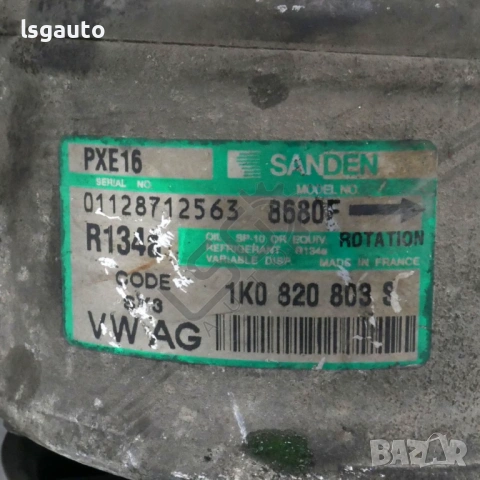 lsgauto
PXE16
SANDEN
SERIAL NO
MODEL NO.
01128712563 8680F
R134a
OIL SP-10 OR EQUIV.
REFRIGERANT R134a
VARIABLE DISP.
ROTATION
MADE IN FRANCE
CODE
1K0 820 803 S
VW AG
BAZAR